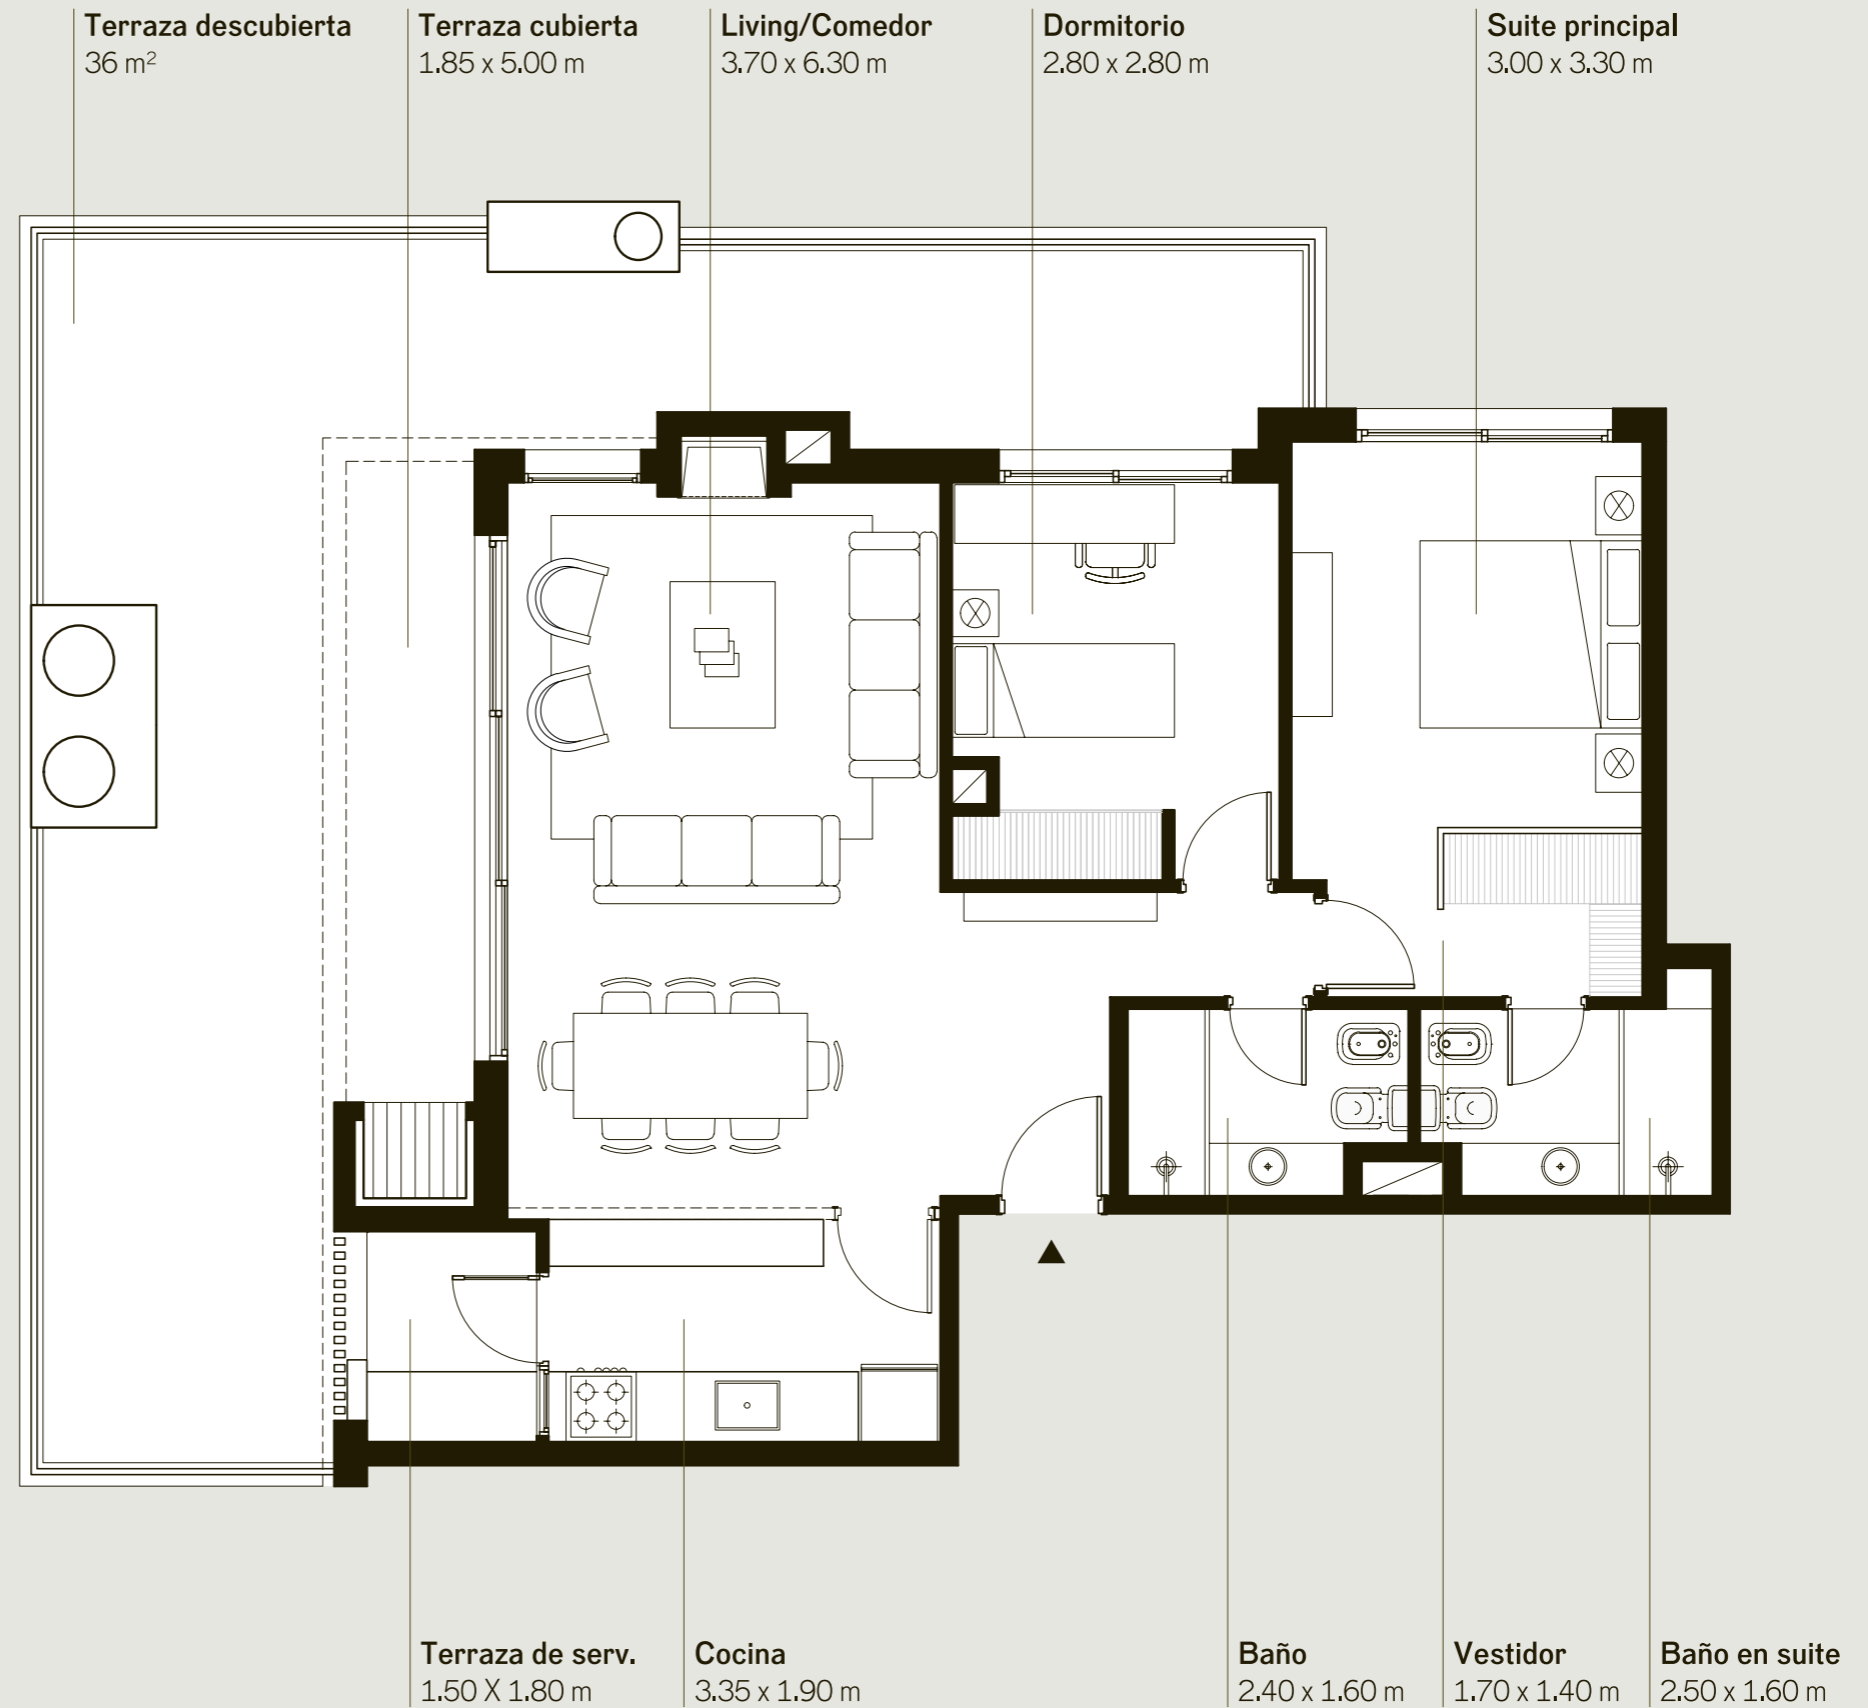 Terraza descubierta
36 m²
Terraza cubierta
1.85 x 5.00 m
Living/Comedor
3.70 x 6.30 m
Dormitorio
2.80 x 2.80 m
Suite principal
3.00 x 3.30 m
Terraza de serv.
1.50 X 1.80 m
Cocina
3.35 x 1.90 m
Baño
2.40 x 1.60 m
Vestidor
1.70 x 1.40 m
Baño en suite
2.50 x 1.60 m